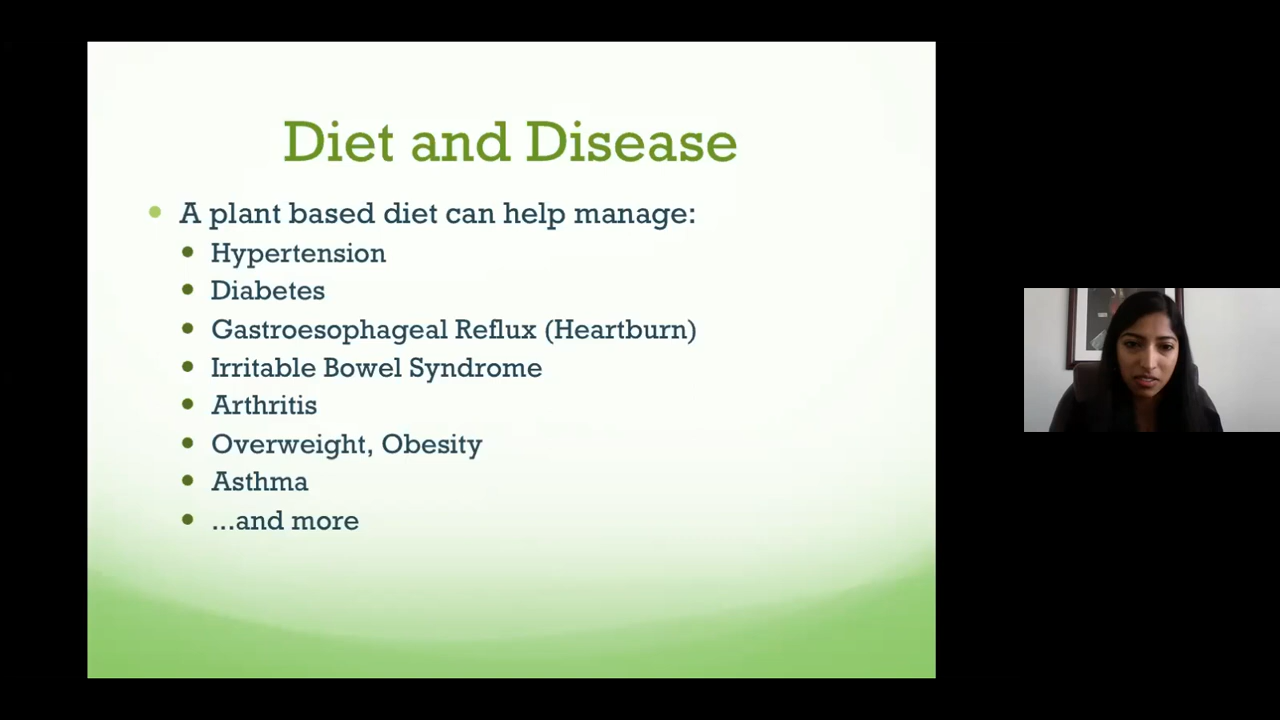 Diet and Disease
A plant based diet can help manage:
Hypertension
Diabetes
Gastroesophageal Reflux (Heartburn)
Irritable Bowel Syndrome
Arthritis
Overweight, Obesity
Asthma
...and more